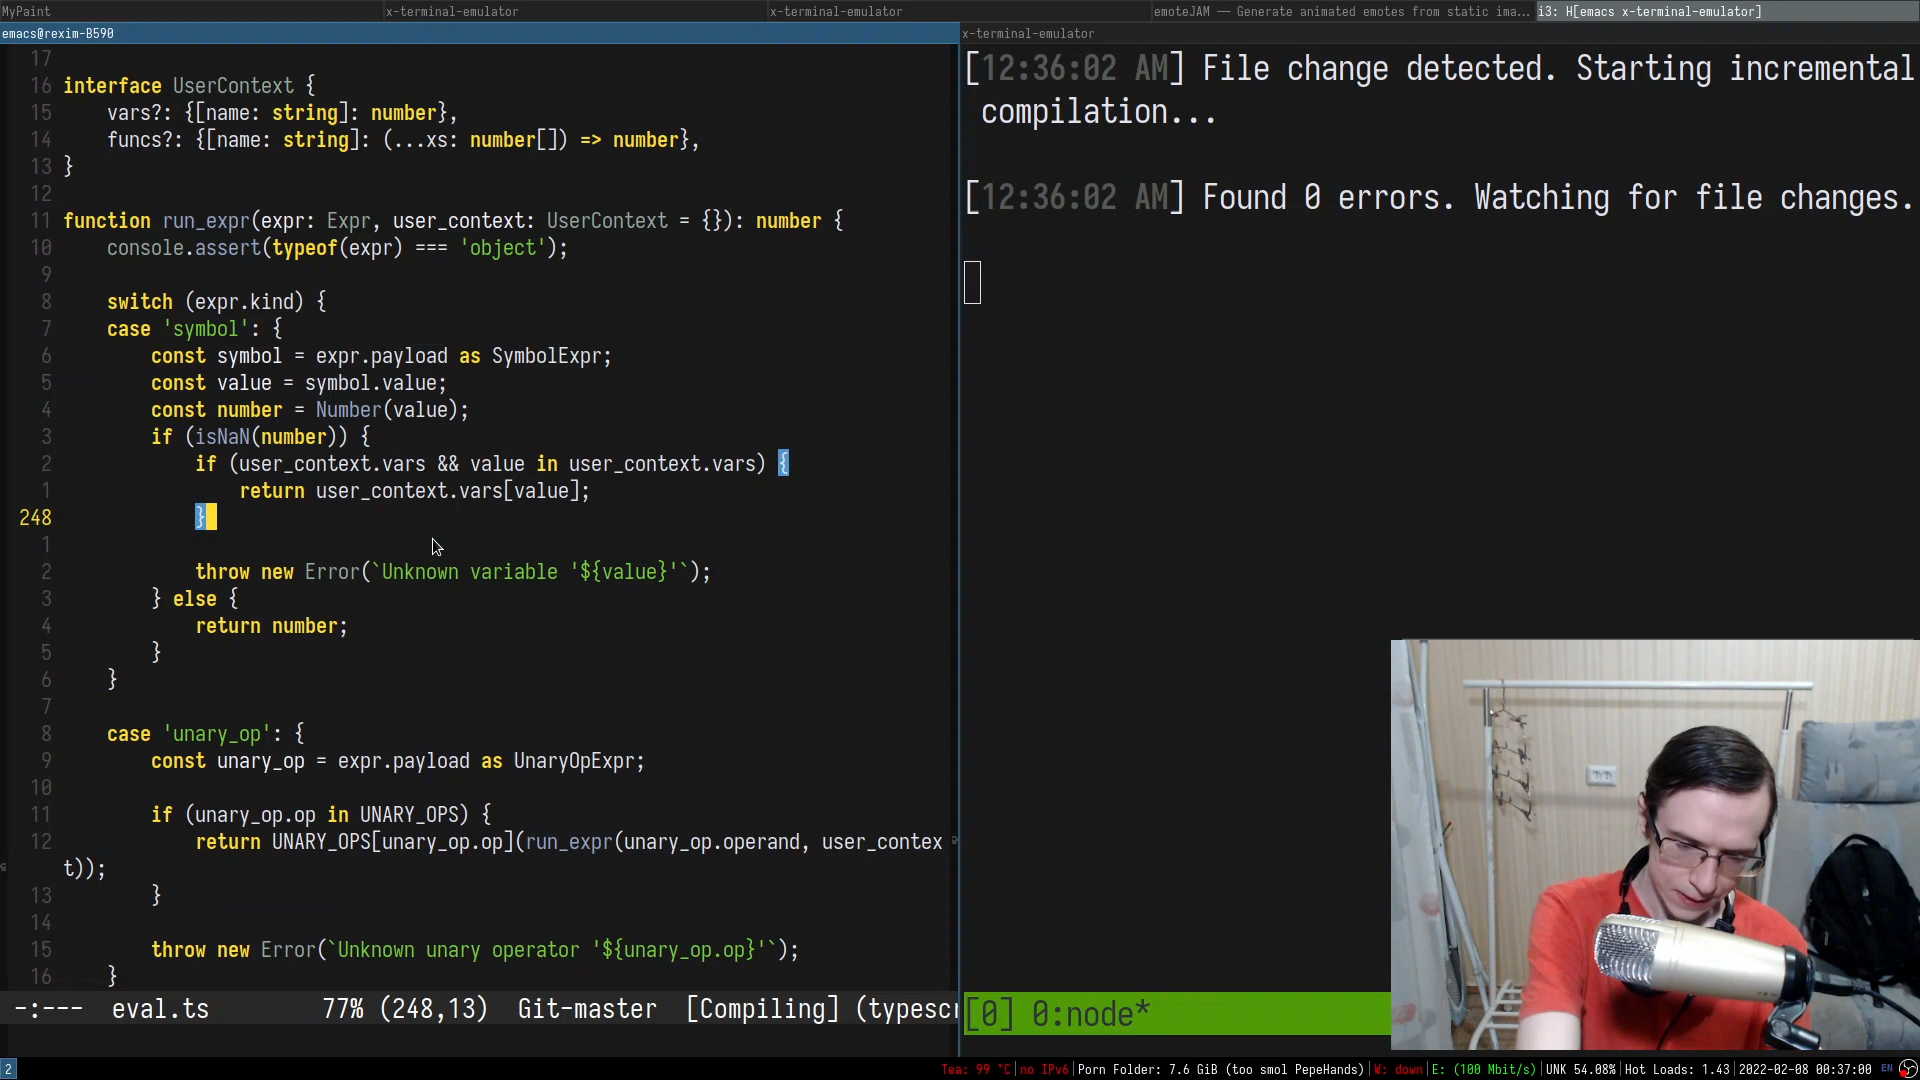 MyPaint
x-terminal-emulator
x-terminal-emulator
emoteJAM — Generate animated emotes from static ima...
i3: H[emacs x-terminal-emulator]
emacs@rexim-B590
17
16 interface UserContext {
15 vars?: {[name: string]: number},
14 funcs?: {[name: string]: (...xs: number[]) => number},
13 }
12
11 function run_expr(expr: Expr, user_context: UserContext = {}): number {
10 console.assert(typeof(expr) === 'object');
9
8 switch (expr.kind) {
7 case 'symbol': {
6 const symbol = expr.payload as SymbolExpr;
5 const value = symbol.value;
4 const number = Number(value);
3 if (isNaN(number)) {
2 if (user_context.vars && value in user_context.vars) {
1 return user_context.vars[value];
248 }
1
2 throw new Error(`Unknown variable '${value}'`);
3 } else {
4 return number;
5 }
6 }
7
8 case 'unary_op': {
9 const unary_op = expr.payload as UnaryOpExpr;
10
11 if (unary_op.op in UNARY_OPS) {
12 return UNARY_OPS[unary_op.op](run_expr(unary_op.operand, user_contex
t));
13 }
14
15 throw new Error(`Unknown unary operator '${unary_op.op}'`);
16 }
-:--- eval.ts 77% (248,13) Git-master [Compiling] (typescr
x-terminal-emulator
[12:36:02 AM] File change detected. Starting incremental
compilation...
[12:36:02 AM] Found 0 errors. Watching for file changes.
[0] 0:node*
2
Tea: 99 °C|no IPv6|Porn Folder: 7.6 GiB (too smol PepeHands)|W: down|E: (100 Mbit/s)|UNK 54.08%|Hot Loads: 1.43|2022-02-08 00:37:00 EN